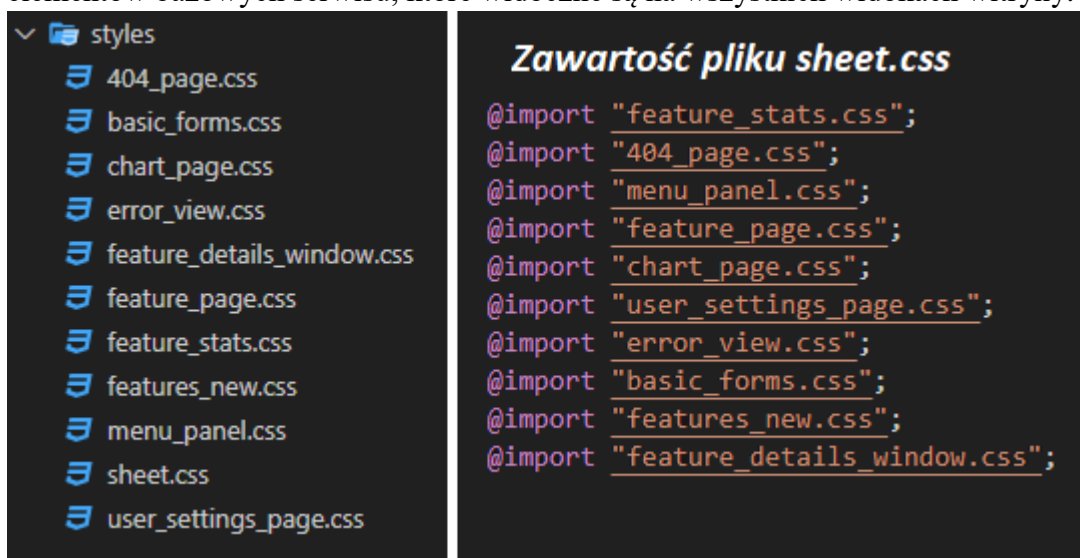 styles
404_page.css
basic_forms.css
chart_page.css
error_view.css
feature_details_window.css
feature_page.css
feature_stats.css
features_new.css
menu_panel.css
sheet.css
user_settings_page.css
Zawartość pliku sheet.css
@import "feature_stats.css";
@import "404_page.css";
@import "menu_panel.css";
@import "feature_page.css";
@import "chart_page.css";
@import "user_settings_page.css";
@import "error_view.css";
@import "basic_forms.css";
@import "features_new.css";
@import "feature_details_window.css";